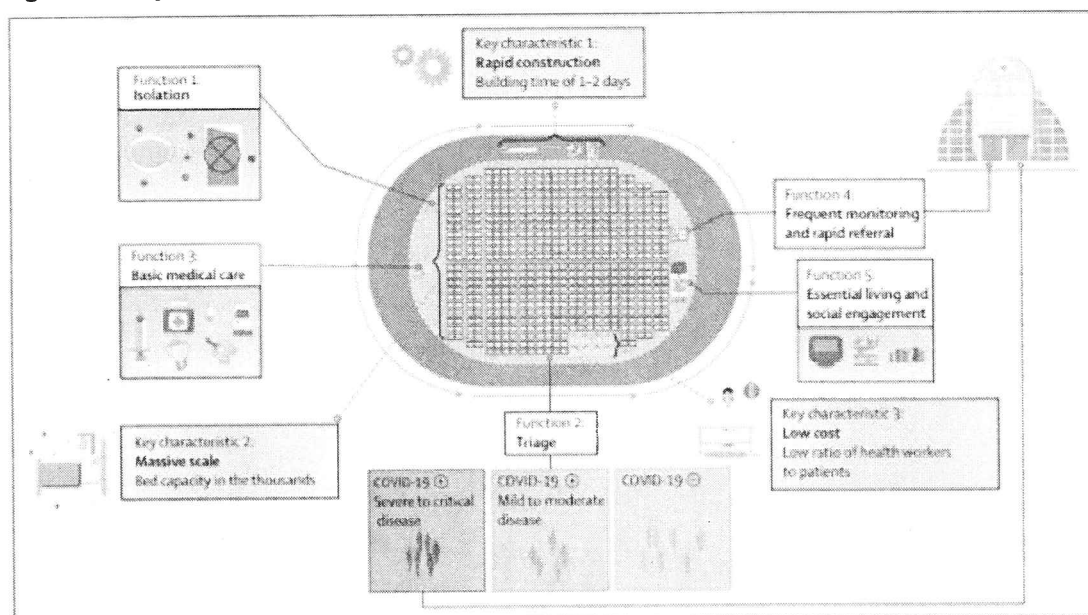 Key characteristic 1:
Rapid construction
Building time of 1–2 days
Function 1:
Isolation
Function 4:
Frequent monitoring
and rapid referral
Function 3:
Basic medical care
Function 5:
Essential living and
social engagement
Function 2:
Triage
Key characteristic 2:
Massive scale
Bed capacity in the thousands
Key characteristic 3:
Low cost
Low ratio of health workers
to patients
COVID-19 +
Severe to critical
disease
COVID-19 +
Mild to moderate
disease
COVID-19 −